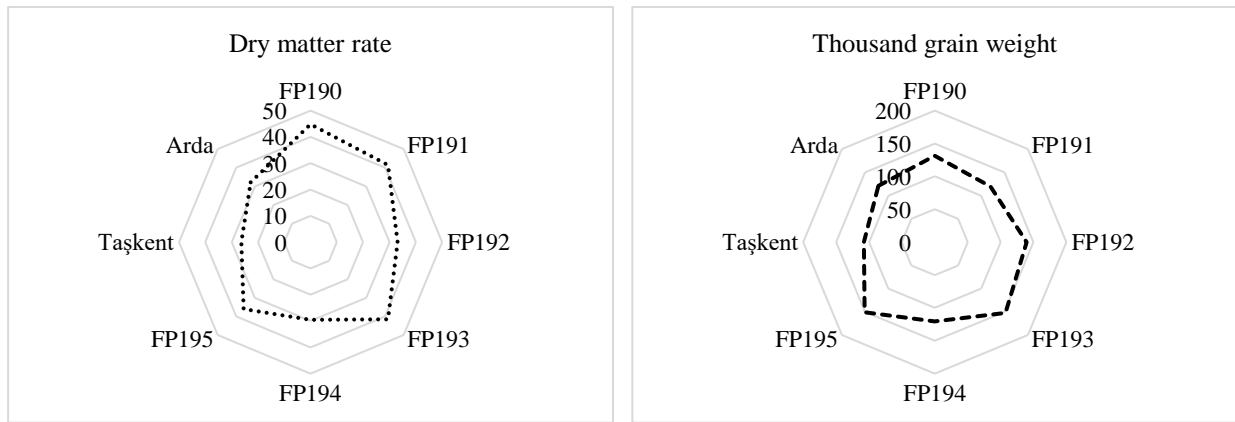 Dry matter rate
FP190
50
40
30
20
10
0
FP191
FP192
FP193
FP194
FP195
Taşkent
Arda
Thousand grain weight
FP190
200
150
100
50
0
FP191
FP192
FP193
FP194
FP195
Taşkent
Arda